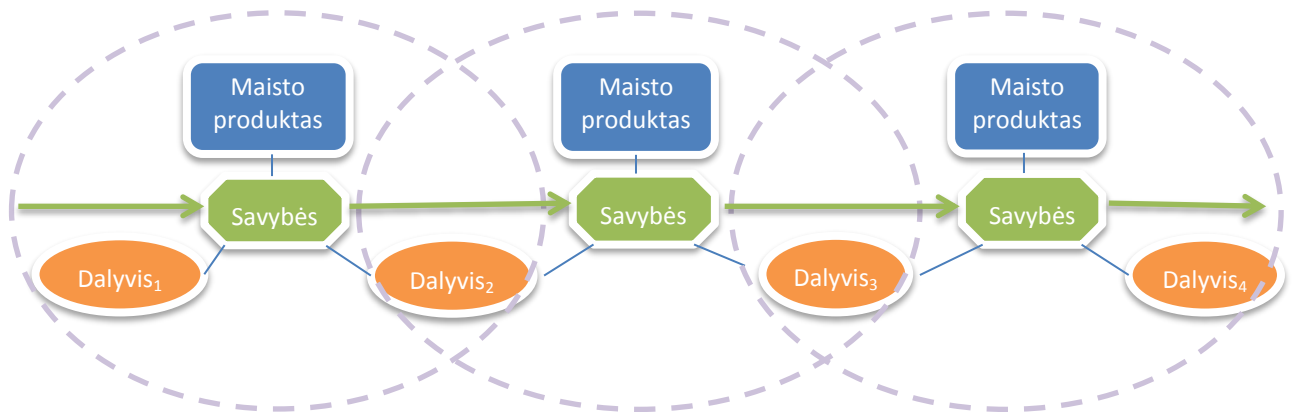 Maisto
produktas
Maisto
produktas
Maisto
produktas
Savybės
Savybės
Savybės
Dalyvis₁
Dalyvis₂
Dalyvis₃
Dalyvis₄